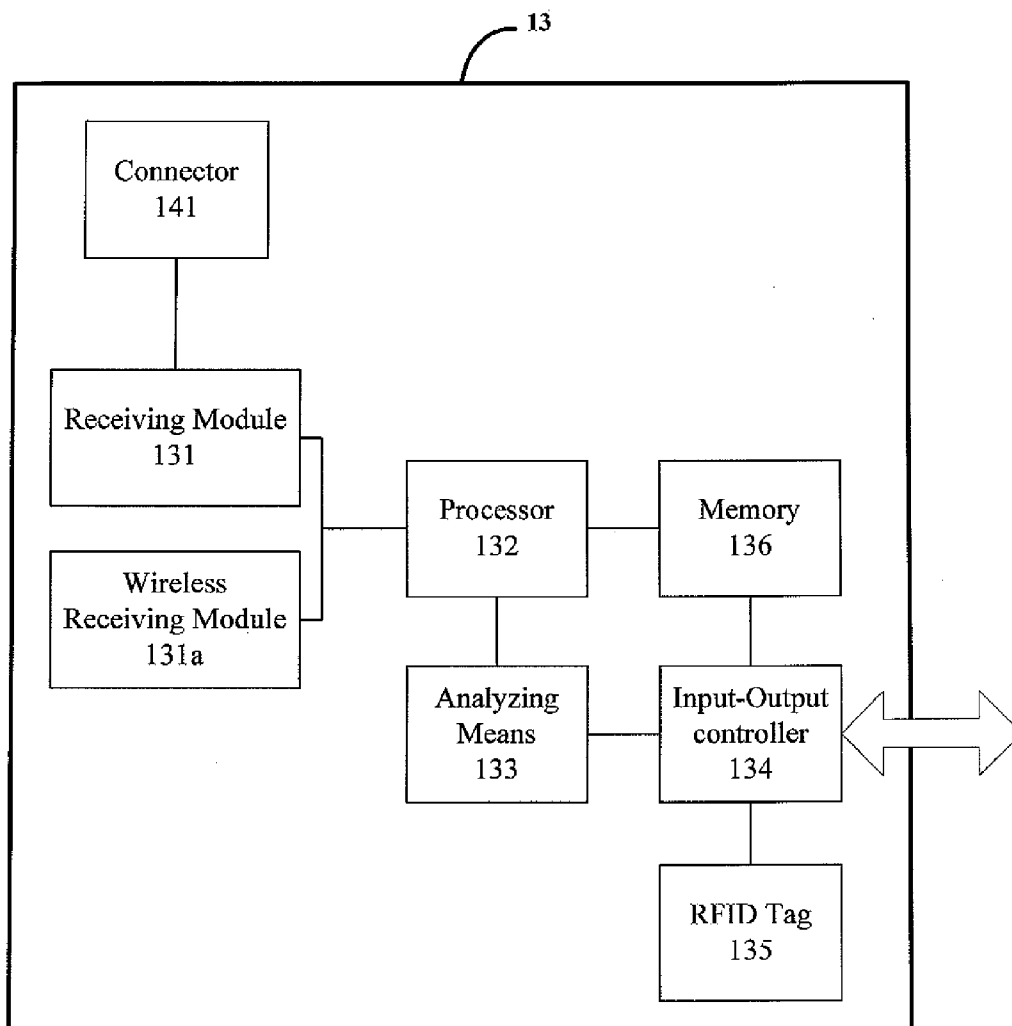 13
Connector
141
Receiving Module
131
Wireless
Receiving Module
131a
Processor
132
Memory
136
Analyzing
Means
133
Input-Output
controller
134
RFID Tag
135